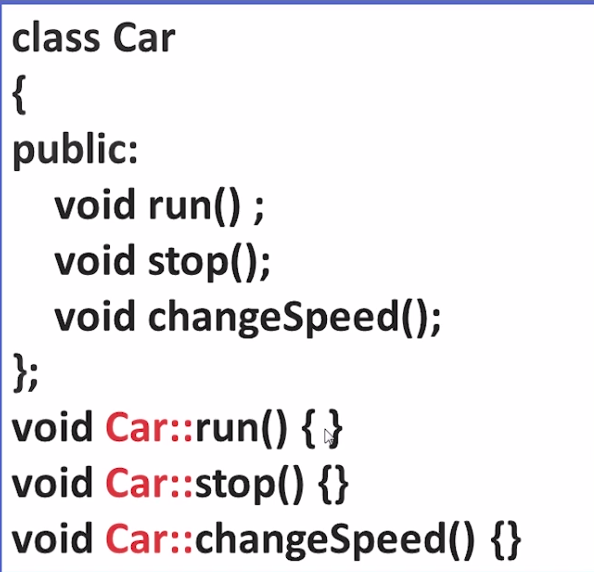 class Car
{
public:
void run() ;
void stop();
void changeSpeed();
};
void Car::run() { }
void Car::stop() {}
void Car::changeSpeed() {}